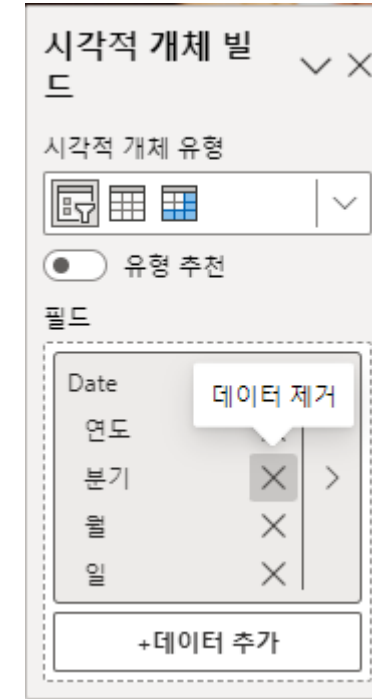 시각적 개체 빌
드
시각적 개체 유형
유형 추천
필드
Date
데이터 제거
연도
분기
월
일
+데이터 추가